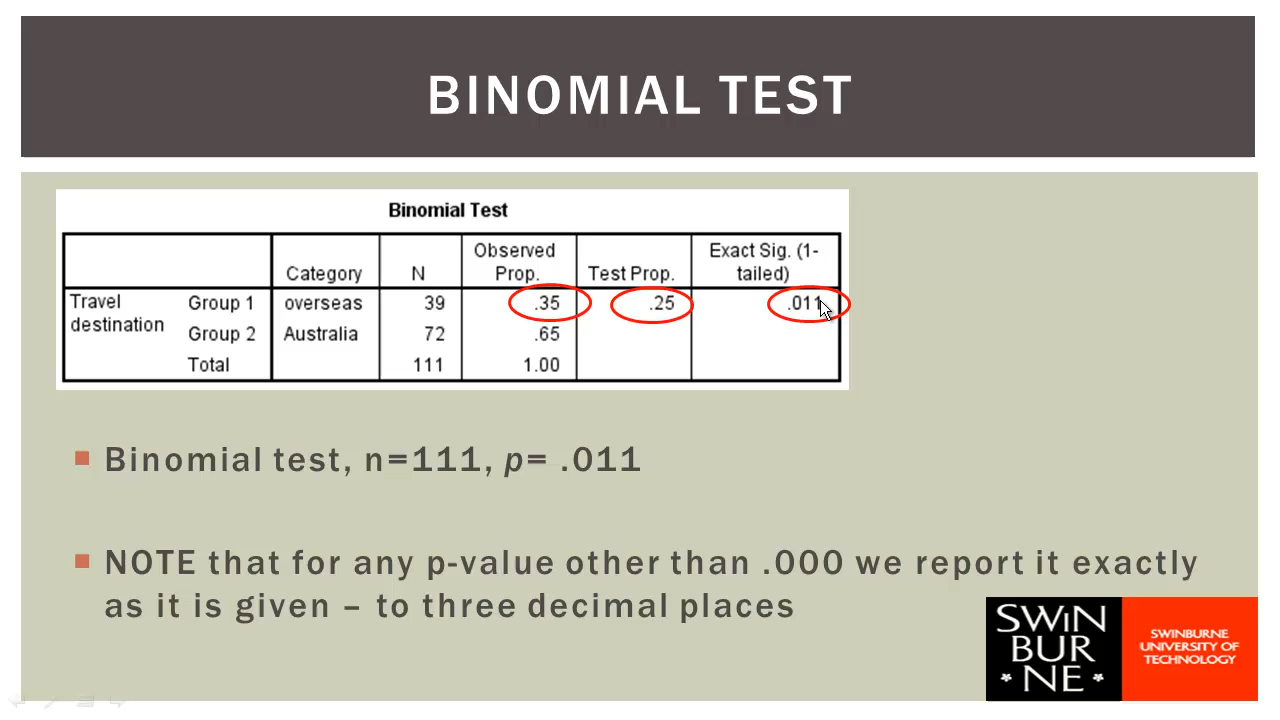 BINOMIAL TEST
Binomial Test
Category N Observed Prop. Test Prop. Exact Sig. (1-tailed)
Travel destination Group 1 overseas 39 .35 .25 .011
Group 2 Australia 72 .65
Total 111 1.00
Binomial test, n=111, p= .011
NOTE that for any p-value other than .000 we report it exactly
as it is given – to three decimal places
SWIN
BUR
NE
SWINBURNE
UNIVERSITY OF
TECHNOLOGY